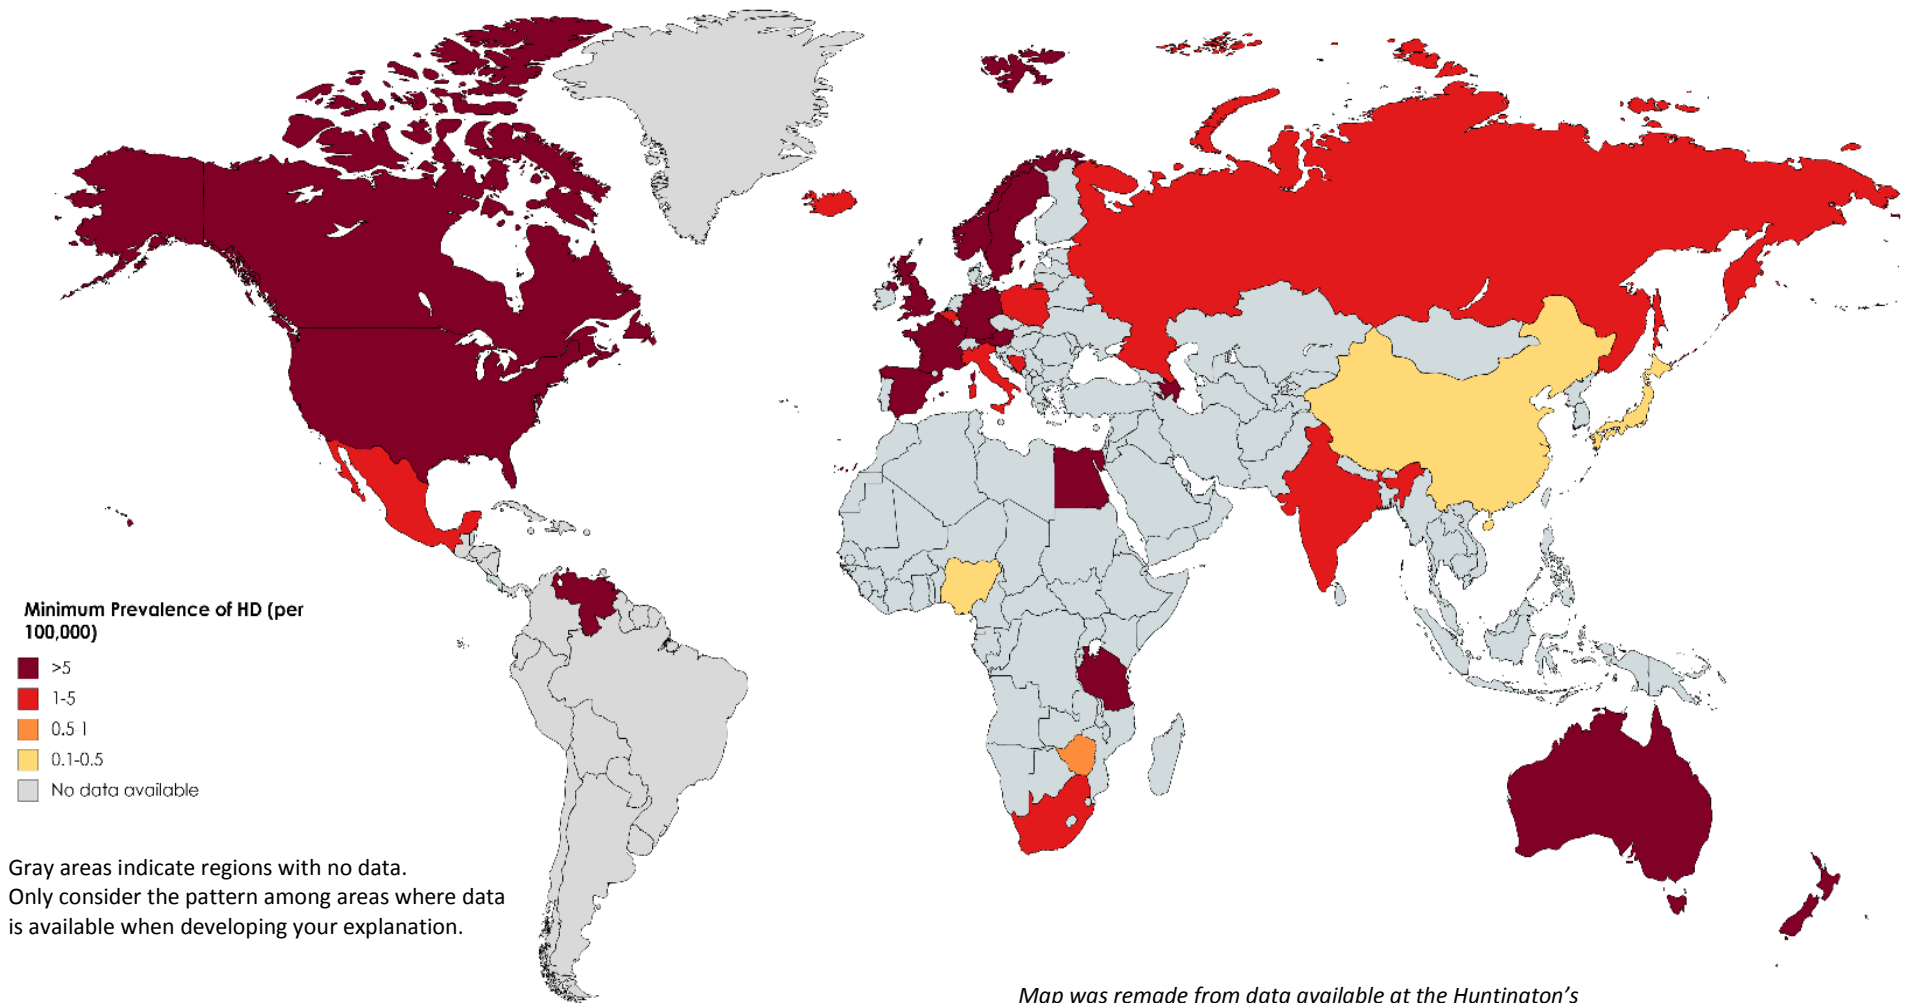 Minimum Prevalence of HD (per
100,000)
>5
1-5
0.5-1
0.1-0.5
No data available
Gray areas indicate regions with no data.
Only consider the pattern among areas where data
is available when developing your explanation.
Map was remade from data available at the Huntington's